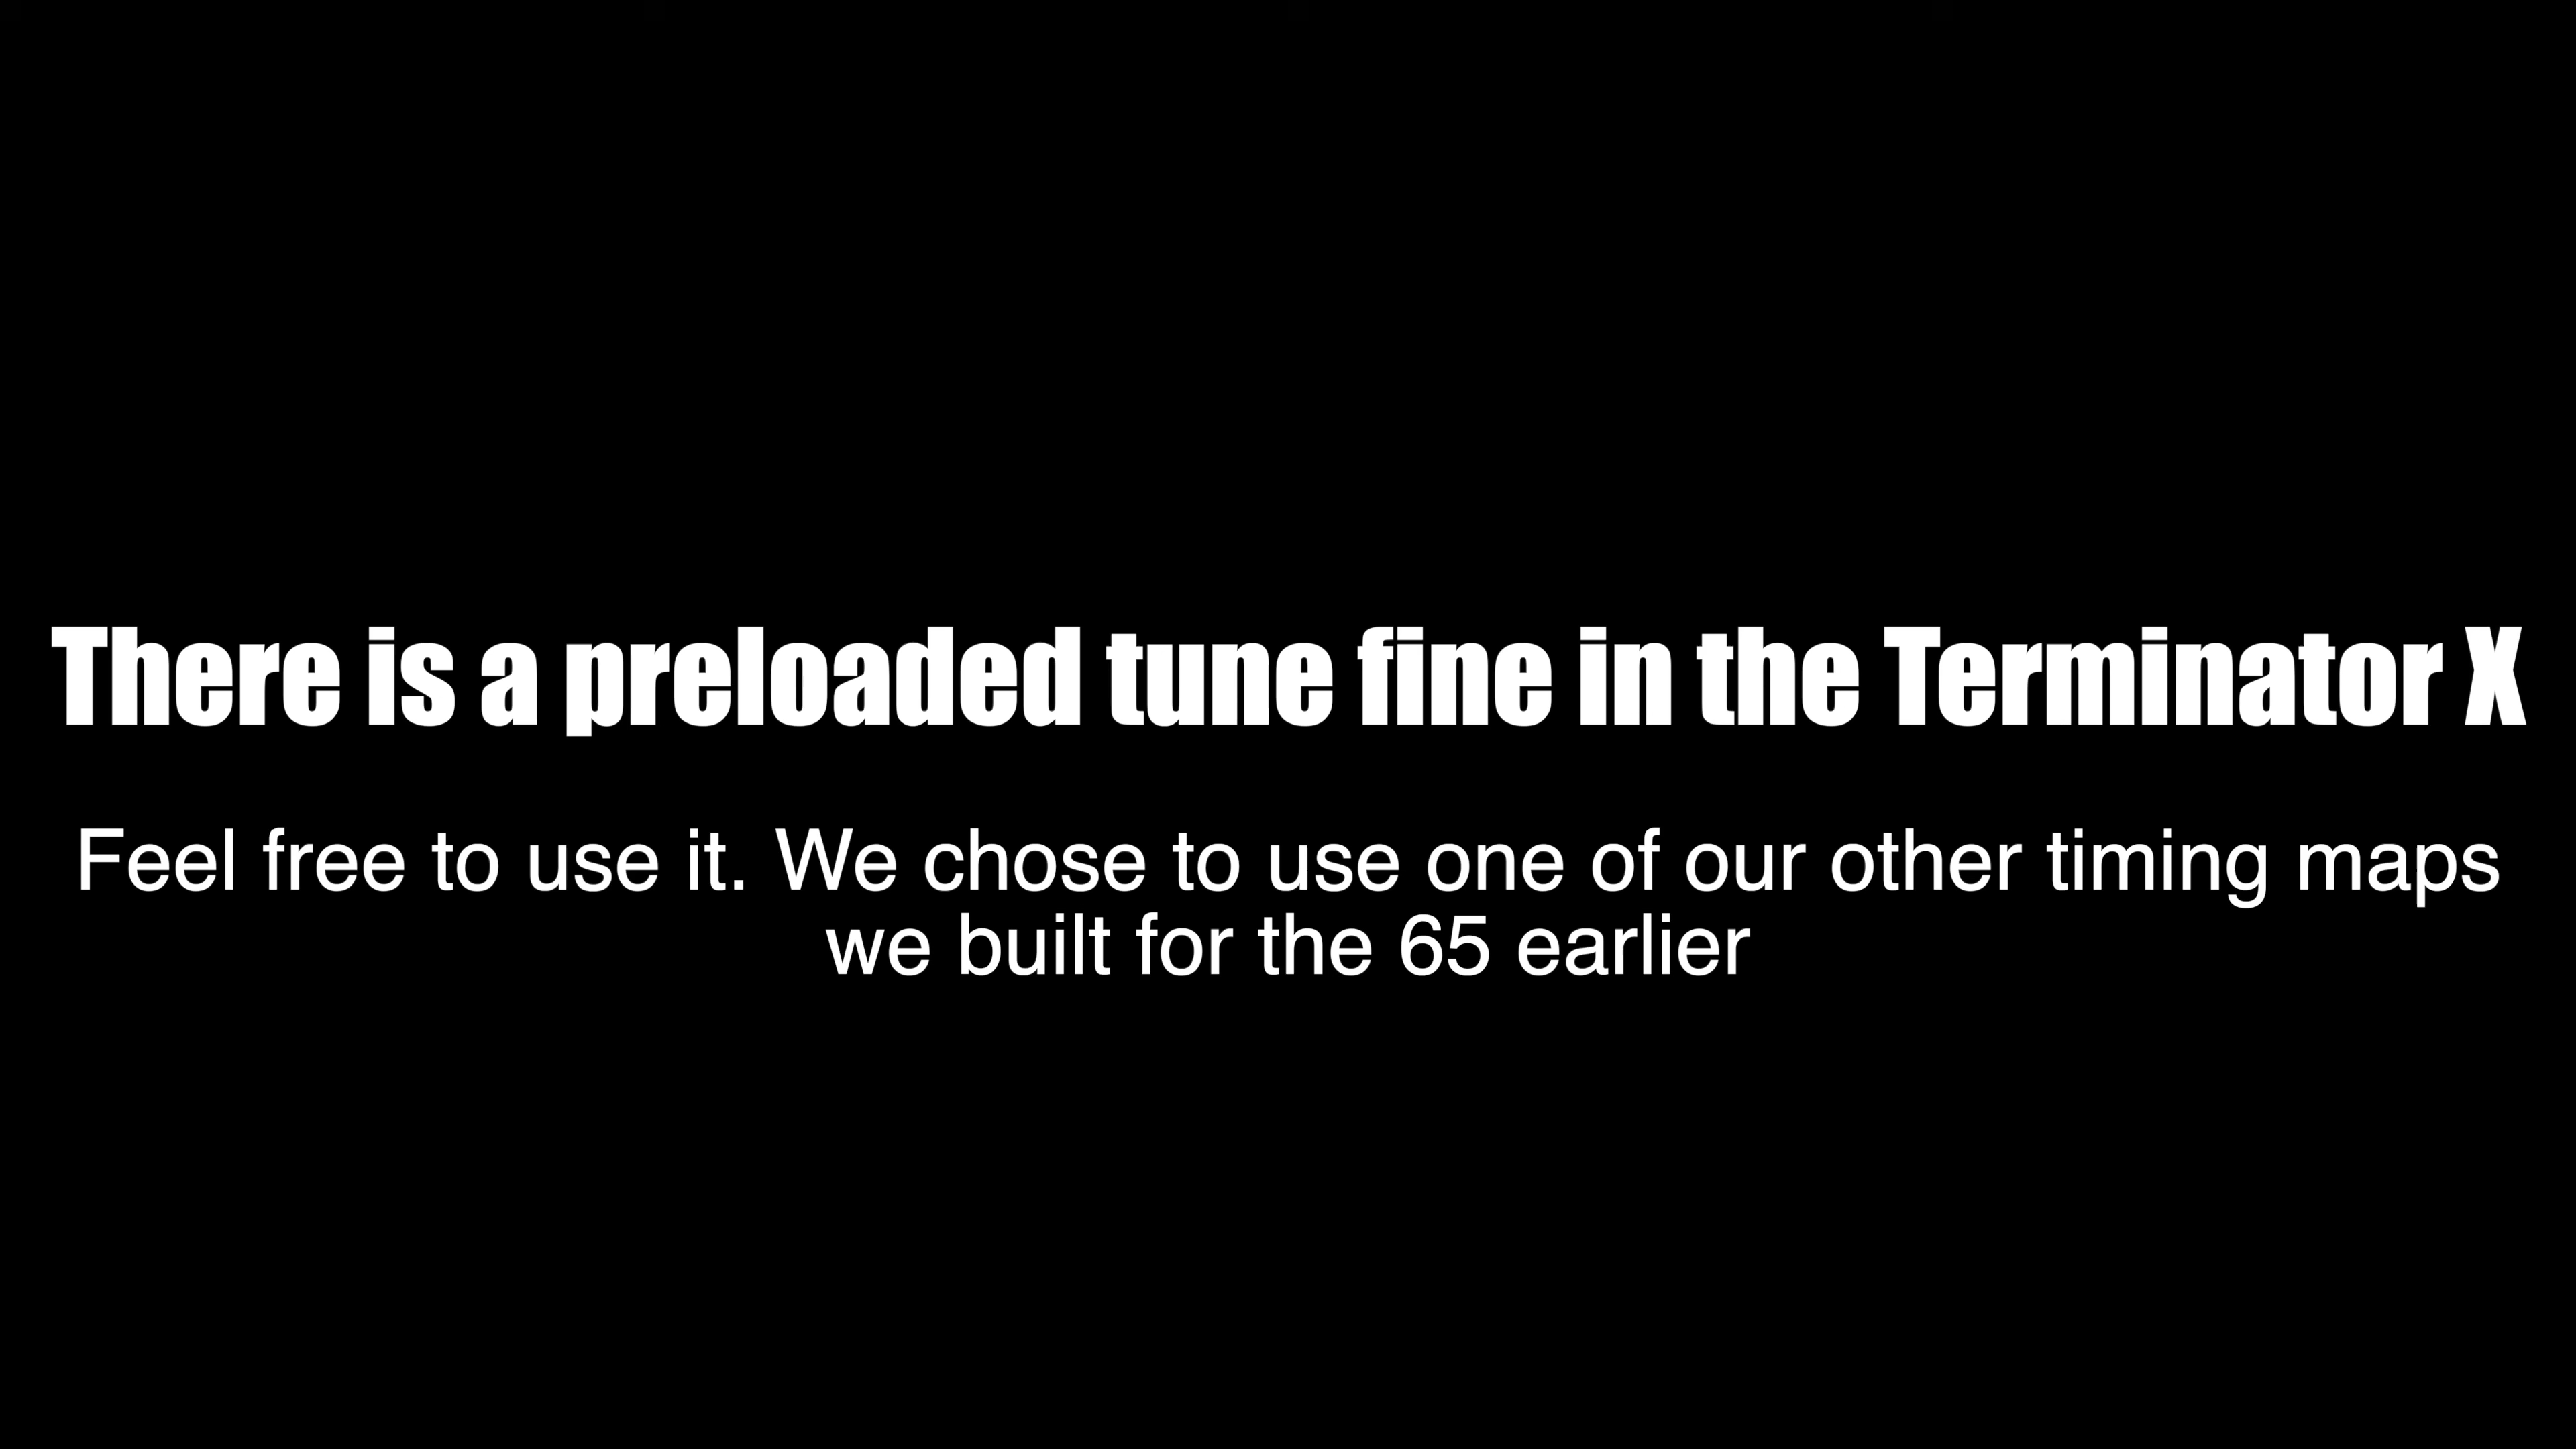 There is a preloaded tune fine in the Terminator X
Feel free to use it. We chose to use one of our other timing maps
we built for the 65 earlier